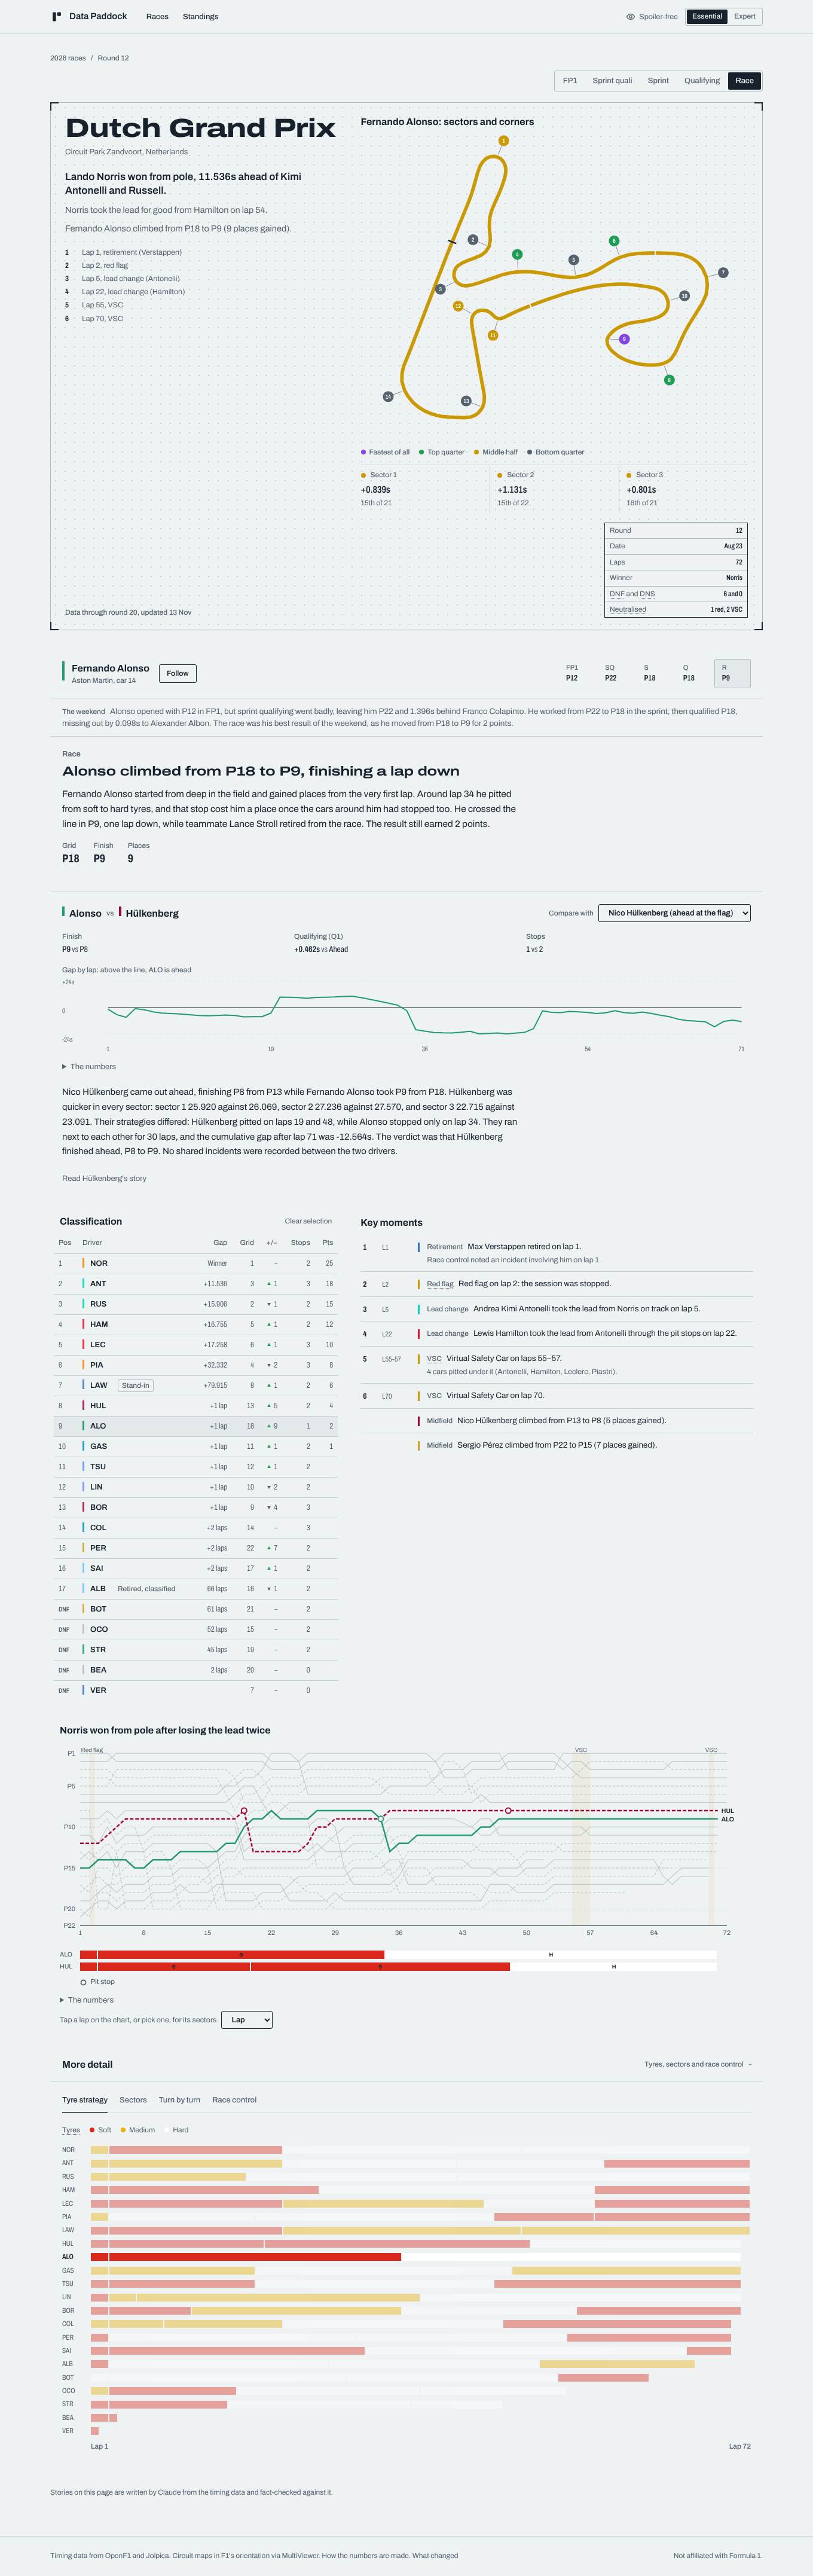 Data Paddock Races Standings Spoiler-free Essential Expert
2026 races / Round 12
FP1 Sprint quali Sprint Qualifying Race
Dutch Grand Prix
Circuit Park Zandvoort, Netherlands
Lando Norris won from pole, 11.536s ahead of Kimi
Antonelli and Russell.
Norris took the lead for good from Hamilton on lap 54.
Fernando Alonso climbed from P18 to P9 (9 places gained).
1 Lap 1, retirement (Verstappen)
2 Lap 2, red flag
3 Lap 5, lead change (Antonelli)
4 Lap 22, lead change (Hamilton)
5 Lap 55, VSC
6 Lap 70, VSC
Data through round 20, updated 13 Nov
Fernando Alonso: sectors and corners
1
2
4
7
3
10
12
11
9
13
Fastest of all Top quarter Middle half Bottom quarter
Sector 1 Sector 2 Sector 3
+0.839s +1.131s +0.801s
15th of 21 15th of 22 16th of 21
Round 12
Date Aug 23
Laps 72
Winner Norris
DNF and DNS 6 and 0
Neutralised 1 red, 2 VSC
Fernando Alonso
Aston Martin, car 14
Follow
FP1 SQ S Q R
P12 P22 P18 P18 P9
The weekend Alonso opened with P12 in FP1, but sprint qualifying went badly, leaving him P22 and 1.396s behind Franco Colapinto. He worked from P22 to P18 in the sprint, then qualified P18,
missing out by 0.098s to Alexander Albon. The race was his best result of the weekend, as he moved from P18 to P9 for 2 points.
Race
Alonso climbed from P18 to P9, finishing a lap down
Fernando Alonso started from deep in the field and gained places from the very first lap. Around lap 34 he pitted
from soft to hard tyres, and that stop cost him a place once the cars around him had stopped too. He crossed the
line in P9, one lap down, while teammate Lance Stroll retired from the race. The result still earned 2 points.
Grid Finish Places
P18 P9 9
Alonso vs Hülkenberg
Compare with Nico Hülkenberg (ahead at the flag)
Finish Qualifying (Q1) Stops
P9 vs P8 +0.462s vs Ahead 1 vs 2
Gap by lap: above the line, ALO is ahead
+24s
0
-24s
1 19 36 54 71
The numbers
Nico Hülkenberg came out ahead, finishing P8 from P13 while Fernando Alonso took P9 from P18. Hülkenberg was
quicker in every sector: sector 1 25.920 against 26.069, sector 2 27.236 against 27.570, and sector 3 22.715 against
23.091. Their strategies differed: Hülkenberg pitted on laps 19 and 48, while Alonso stopped only on lap 34. They ran
next to each other for 30 laps, and the cumulative gap after lap 71 was -12.564s. The verdict was that Hülkenberg
finished ahead, P8 to P9. No shared incidents were recorded between the two drivers.
Read Hülkenberg's story
Classification Clear selection
Pos Driver Gap Grid +/− Stops Pts
1 NOR Winner 1 – 2 25
2 ANT +11.536 3 ▲ 1 3 18
3 RUS +15.906 2 ▼ 1 2 15
4 HAM +16.755 5 ▲ 1 2 12
5 LEC +17.258 6 ▲ 1 3 10
6 PIA +32.332 4 ▼ 2 3 8
7 LAW Stand-in +79.915 8 ▲ 1 2 6
8 HUL +1 lap 13 ▲ 5 2 4
9 ALO +1 lap 18 ▲ 9 1 2
10 GAS +1 lap 11 ▲ 1 2 1
11 TSU +1 lap 12 ▲ 1 2
12 LIN +1 lap 10 ▼ 2 2
13 BOR +1 lap 9 ▼ 4 3
14 COL +2 laps 14 – 3
15 PER +2 laps 22 ▲ 7 2
16 SAI +2 laps 17 ▲ 1 2
17 ALB Retired, classified 66 laps 16 ▼ 1 2
DNF BOT 61 laps 21 – 2
DNF OCO 52 laps 15 – 2
DNF STR 45 laps 19 – 2
DNF BEA 2 laps 20 – 0
DNF VER 7 – 0
Key moments
1 L1 Retirement Max Verstappen retired on lap 1.
Race control noted an incident involving him on lap 1.
2 L2 Red flag Red flag on lap 2: the session was stopped.
3 L5 Lead change Andrea Kimi Antonelli took the lead from Norris on track on lap 5.
4 L22 Lead change Lewis Hamilton took the lead from Antonelli through the pit stops on lap 22.
5 L55-57 VSC Virtual Safety Car on laps 55–57.
4 cars pitted under it (Antonelli, Hamilton, Leclerc, Piastri).
6 L70 VSC Virtual Safety Car on lap 70.
Midfield Nico Hülkenberg climbed from P13 to P8 (5 places gained).
Midfield Sergio Pérez climbed from P22 to P15 (7 places gained).
Norris won from pole after losing the lead twice
Red flag VSC VSC
P1
P5
HUL
ALO
P10
P15
P20
P22
1 8 15 22 29 36 43 50 57 64 72
ALO S H
HUL S S H
Pit stop
The numbers
Tap a lap on the chart, or pick one, for its sectors Lap
More detail Tyres, sectors and race control −
Tyre strategy Sectors Turn by turn Race control
Tyres Soft Medium Hard
NOR
ANT
RUS
HAM
LEC
PIA
LAW
HUL
ALO
GAS
TSU
LIN
BOR
COL
PER
SAI
ALB
BOT
OCO
STR
BEA
VER
Lap 1 Lap 72
Stories on this page are written by Claude from the timing data and fact-checked against it.
Timing data from OpenF1 and Jolpica. Circuit maps in F1's orientation via MultiViewer. How the numbers are made. What changed
Not affiliated with Formula 1.